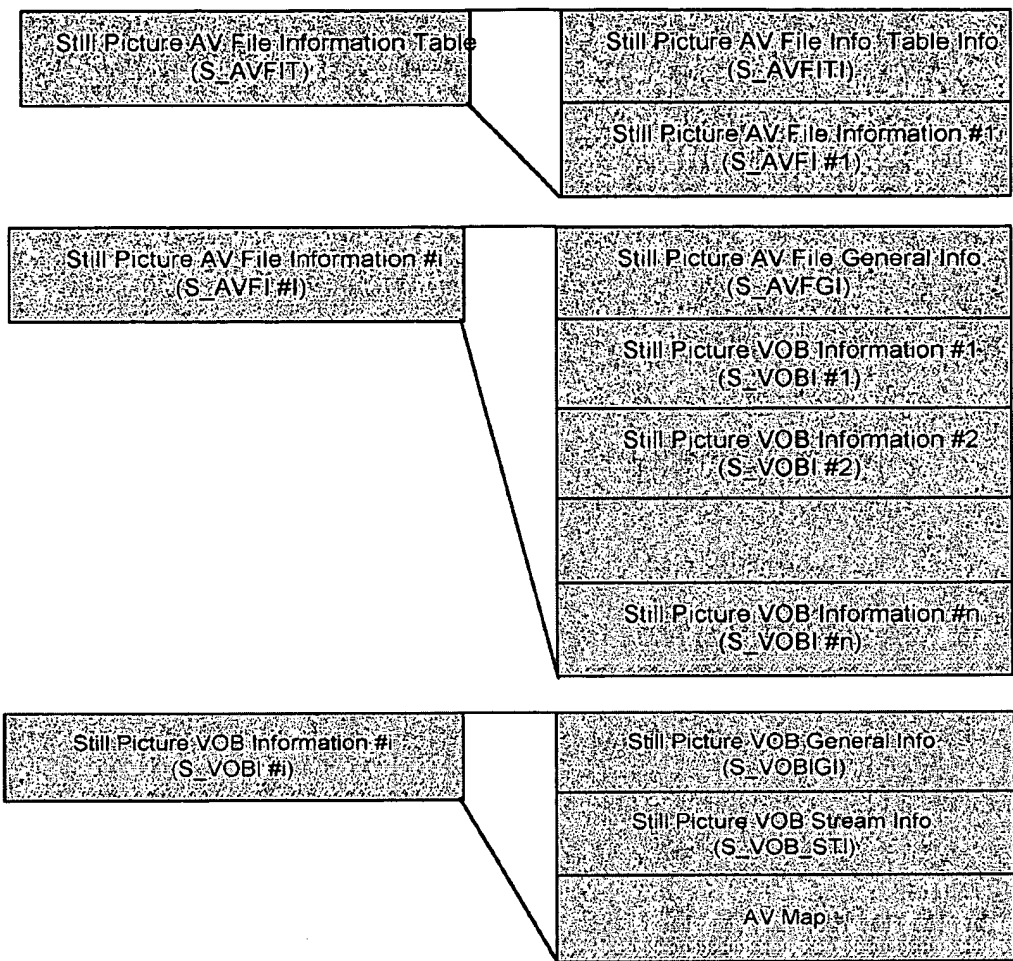 Still Picture AV File Information Table
(S_AVFIT)
Still Picture AV File Info. Table Info
(S_AVFITI)
Still Picture AV File Information #1
(S_AVFI #1)
Still Picture AV File Information #i
(S_AVFI #I)
Still Picture AV File General Info.
(S_AVFGI)
Still Picture VOB Information #1
(S_VOBI #1)
Still Picture VOB Information #2
(S_VOBI #2)
Still Picture VOB Information #n
(S_VOBI #n)
Still Picture VOB Information #i
(S_VOBI #i)
Still Picture VOB General Info
(S_VOBIGI)
Still Picture VOB Stream Info
(S_VOB_STI)
AV Map